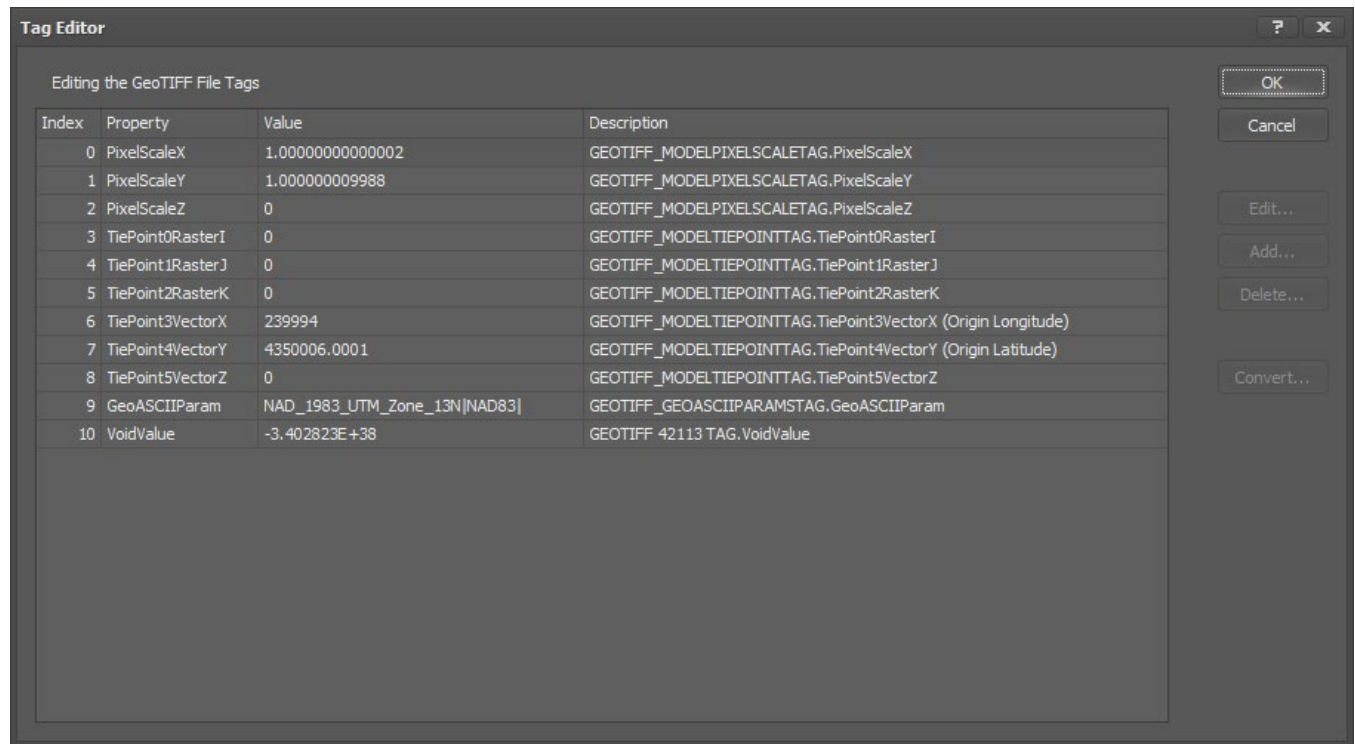 Tag Editor ? x
Editing the GeoTIFF File Tags
OK
Index Property Value Description
Cancel
0 PixelScaleX 1.00000000000002 GEOTIFF_MODELPIXELSCALETAG.PixelScaleX
1 PixelScaleY 1.000000009988 GEOTIFF_MODELPIXELSCALETAG.PixelScaleY
2 PixelScaleZ 0 GEOTIFF_MODELPIXELSCALETAG.PixelScaleZ
Edit...
3 TiePoint0RasterI 0 GEOTIFF_MODELTIEPOINTTAG.TiePoint0RasterI
Add...
4 TiePoint1RasterJ 0 GEOTIFF_MODELTIEPOINTTAG.TiePoint1RasterJ
5 TiePoint2RasterK 0 GEOTIFF_MODELTIEPOINTTAG.TiePoint2RasterK
Delete...
6 TiePoint3VectorX 239994 GEOTIFF_MODELTIEPOINTTAG.TiePoint3VectorX (Origin Longitude)
7 TiePoint4VectorY 4350006.0001 GEOTIFF_MODELTIEPOINTTAG.TiePoint4VectorY (Origin Latitude)
8 TiePoint5VectorZ 0 GEOTIFF_MODELTIEPOINTTAG.TiePoint5VectorZ
Convert...
9 GeoASCIIParam NAD_1983_UTM_Zone_13N|NAD83| GEOTIFF_GEOASCIIPARAMSTAG.GeoASCIIParam
10 VoidValue -3.402823E+38 GEOTIFF 42113 TAG.VoidValue